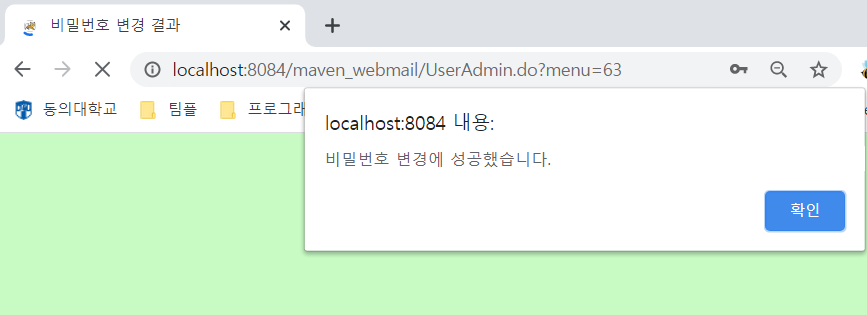 비밀번호 변경 결과
localhost:8084/maven_webmail/UserAdmin.do?menu=63
동의대학교 팀플 프로그래
localhost:8084 내용:
비밀번호 변경에 성공했습니다.
확인